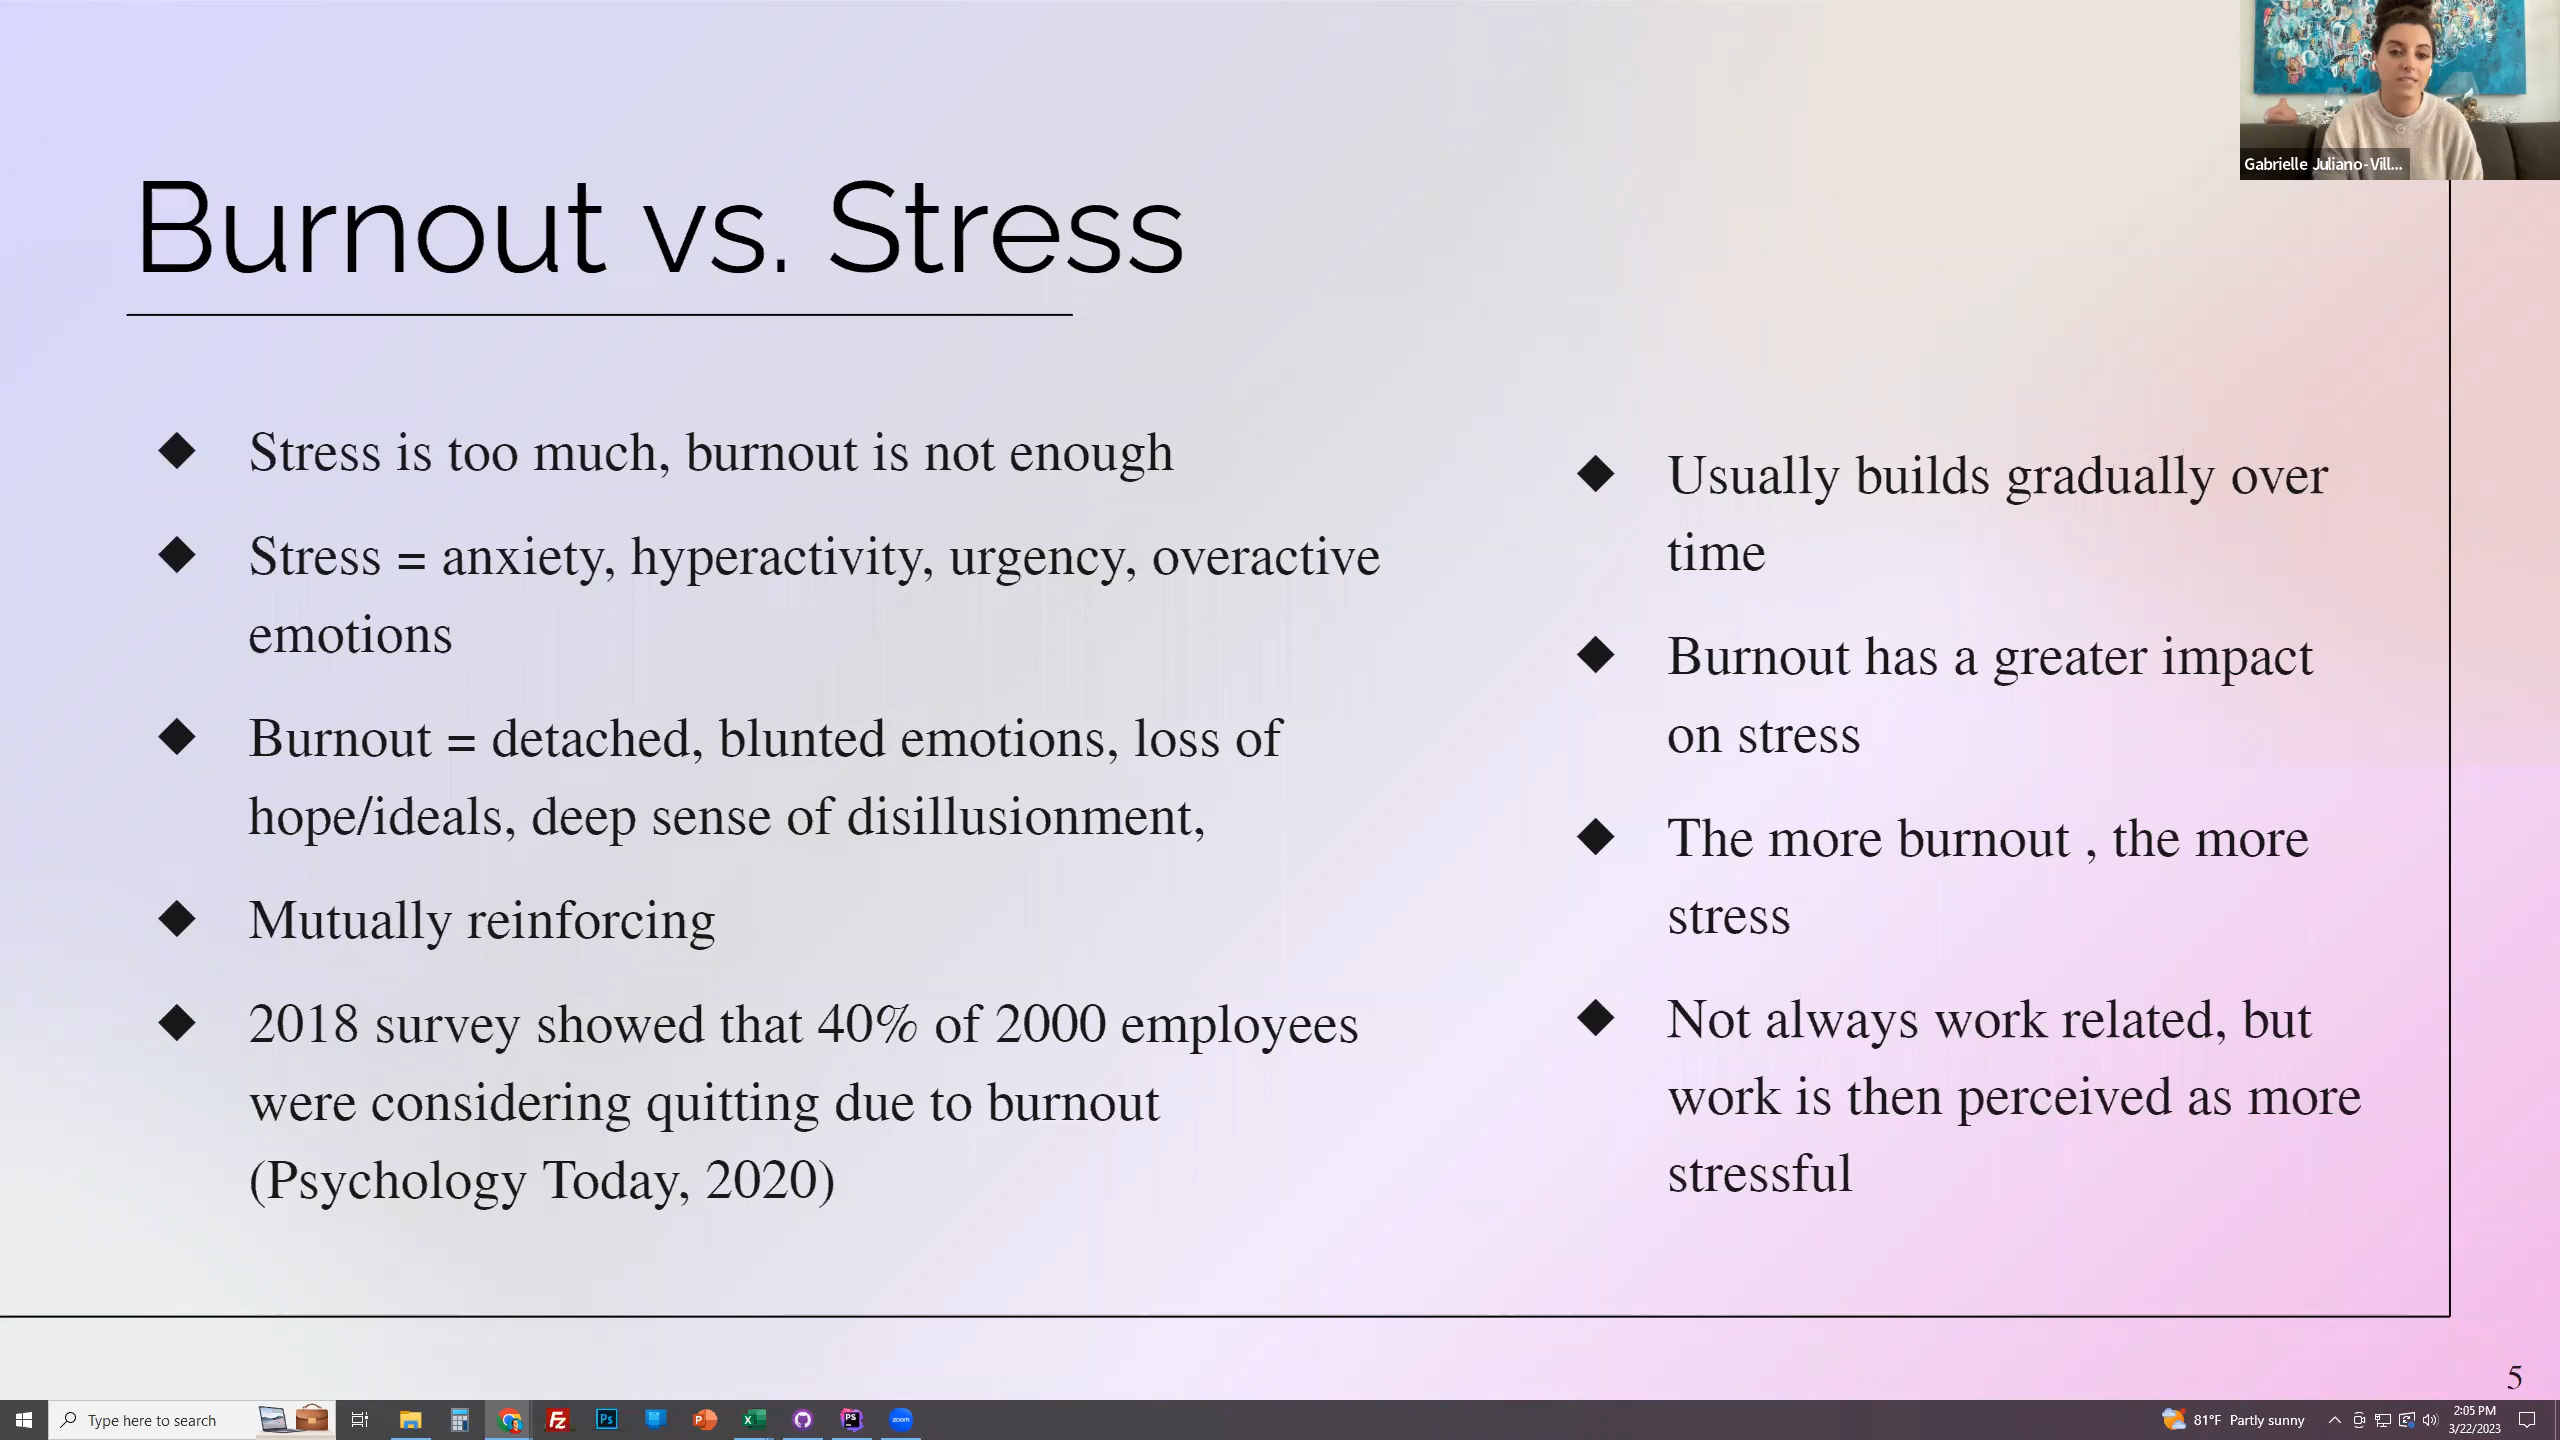 Gabrielle Juliano-Vill...
Burnout vs. Stress
Stress is too much, burnout is not enough
Stress = anxiety, hyperactivity, urgency, overactive
emotions
Burnout = detached, blunted emotions, loss of
hope/ideals, deep sense of disillusionment,
Mutually reinforcing
2018 survey showed that 40% of 2000 employees
were considering quitting due to burnout
(Psychology Today, 2020)
Usually builds gradually over
time
Burnout has a greater impact
on stress
The more burnout , the more
stress
Not always work related, but
work is then perceived as more
stressful
5
Type here to search
Fz
Ps
P
X
PS
zoom
81°F Partly sunny
2:05 PM
3/22/2023